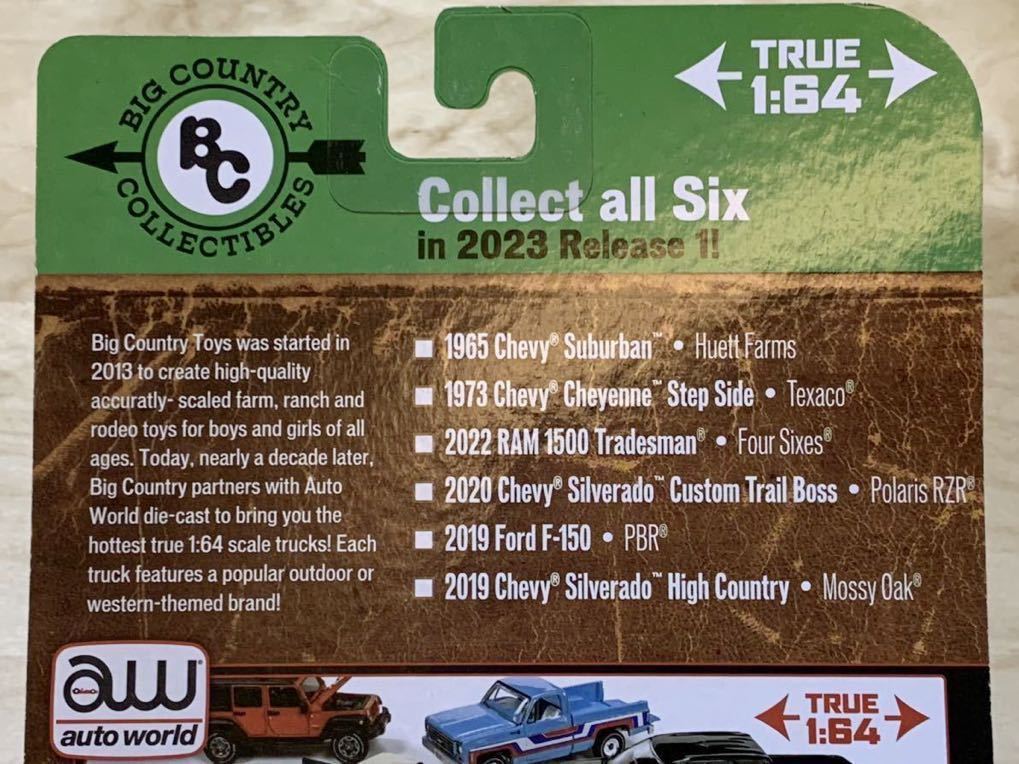 BIG COUNTRY
BC
COLLECTIBLES
TRUE
1:64
Collect all Six
in 2023 Release 1!
Big Country Toys was started in
2013 to create high-quality
accuratly- scaled farm, ranch and
rodeo toys for boys and girls of all
ages. Today, nearly a decade later,
Big Country partners with Auto
World die-cast to bring you the
hottest true 1:64 scale trucks! Each
truck features a popular outdoor or
western-themed brand!
1965 Chevy® Suburban™ • Huett Farms
1973 Chevy® Cheyenne™ Step Side • Texaco®
2022 RAM 1500 Tradesman® • Four Sixes®
2020 Chevy® Silverado™ Custom Trail Boss • Polaris RZR®
2019 Ford F-150 • PBR®
2019 Chevy® Silverado™ High Country • Mossy Oak®
aw®
auto world
TRUE
1:64